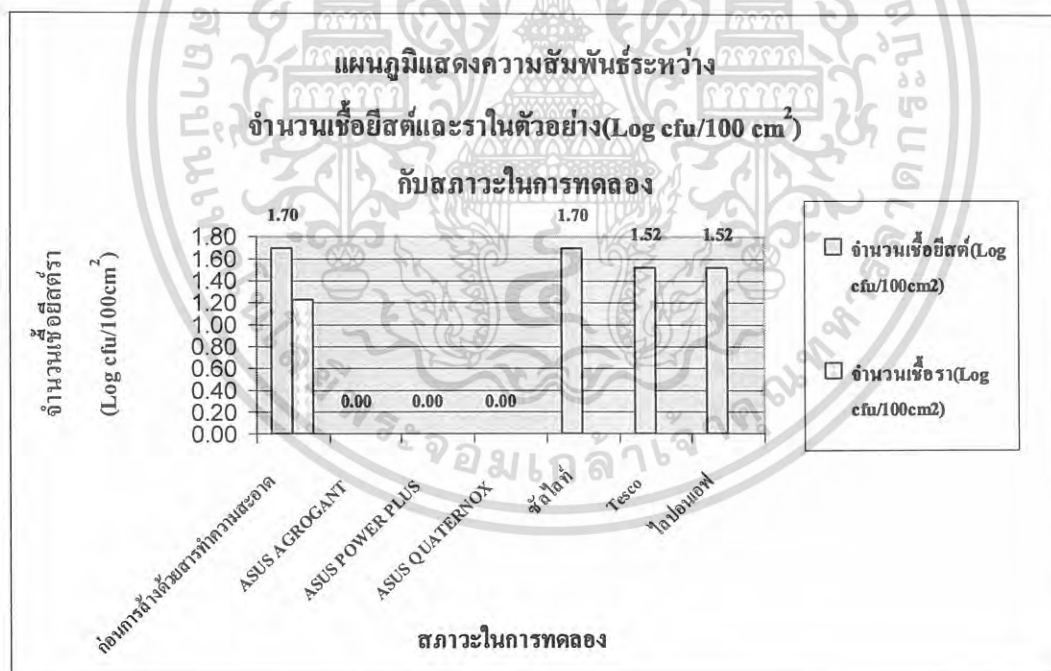 แผนภูมิแสดงความสัมพันธ์ระหว่าง
จำนวนเชื้อยีสต์และราในตัวอย่าง(Log cfu/100 cm²)
กับสภาวะในการทดลอง
1.70
1.70
1.52
1.52
1.80
1.60
1.40
1.20
1.00
0.80
0.60
0.40
0.20
0.00
0.00
0.00
0.00
จำนวนเชื้อยีสต์รา
(Log cfu/100cm²)
ก่อนการล้างด้วยสารทำความสะอาด
ASUS AGROGANT
ASUS POWER PLUS
ASUS QUATERNOX
ซัลไลท์
Tesco
ไลปอนเอฟ
สภาวะในการทดลอง
จำนวนเชื้อยีสต์(Log
cfu/100cm2)
จำนวนเชื้อรา(Log
cfu/100cm2)